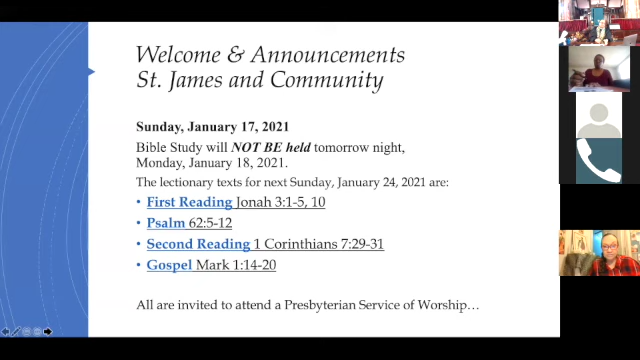 Welcome & Announcements
St. James and Community
Sunday, January 17, 2021
Bible Study will NOT BE held tomorrow night,
Monday, January 18, 2021.
The lectionary texts for next Sunday, January 24, 2021 are:
• First Reading Jonah 3:1-5, 10
• Psalm 62:5-12
• Second Reading 1 Corinthians 7:29-31
• Gospel Mark 1:14-20
All are invited to attend a Presbyterian Service of Worship…